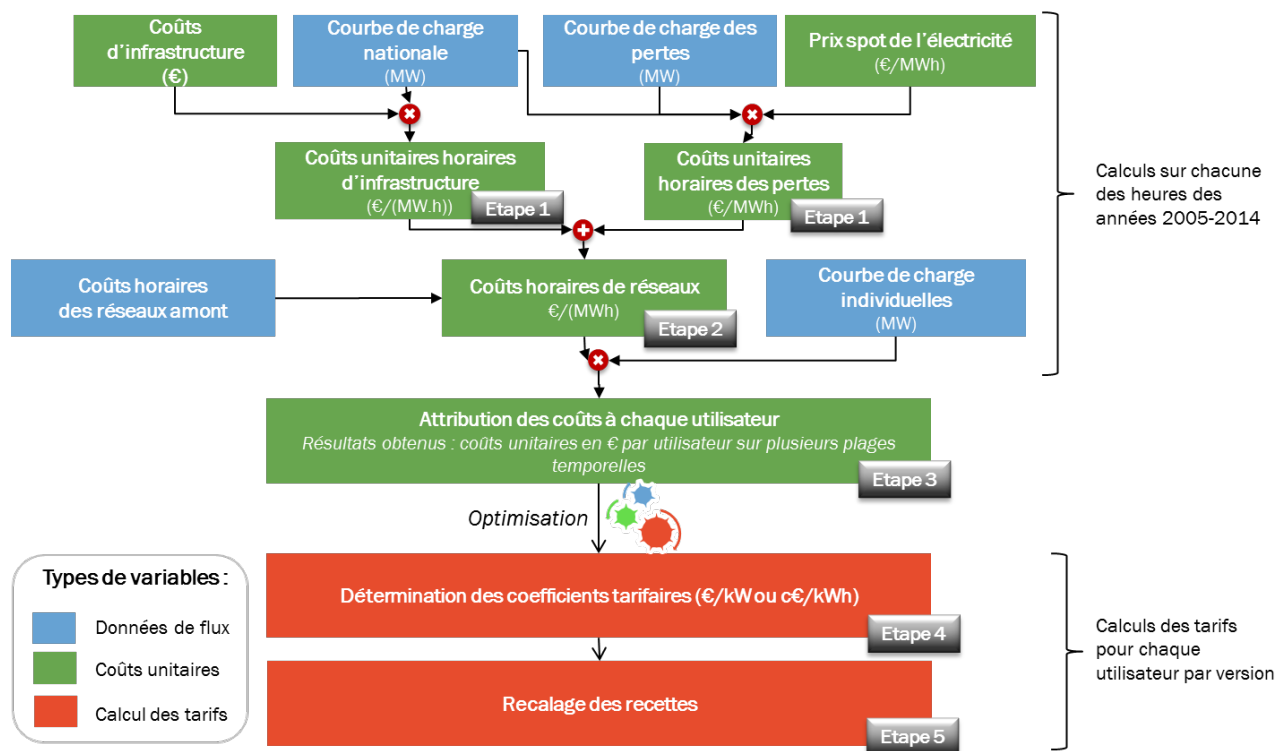 Coûts
d'infrastructure
(€)
Courbe de charge
nationale
(MW)
Courbe de charge des
pertes
(MW)
Prix spot de l'électricité
(€/MWh)
Coûts unitaires horaires
d'infrastructure
(€/(MW.h))
Etape 1
Coûts unitaires
horaires des pertes
(€/MWh)
Etape 1
Calculs sur chacune
des heures des
années 2005-2014
Coûts horaires
des réseaux amont
Coûts horaires de réseaux
€/(MWh)
Etape 2
Courbe de charge
individuelles
(MW)
Attribution des coûts à chaque utilisateur
Résultats obtenus : coûts unitaires en € par utilisateur sur plusieurs plages
temporelles
Etape 3
Optimisation
Types de variables :
Données de flux
Coûts unitaires
Calcul des tarifs
Détermination des coefficients tarifaires (€/kW ou c€/kWh)
Etape 4
Recalage des recettes
Etape 5
Calculs des tarifs
pour chaque
utilisateur par version